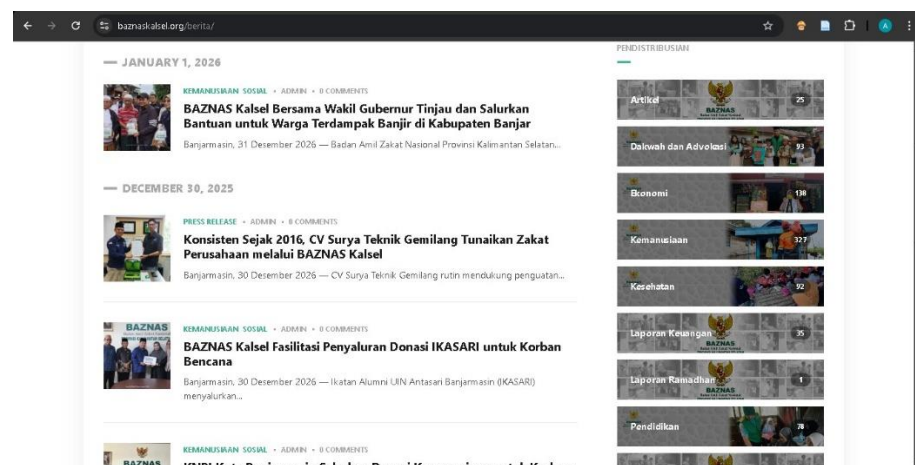 baznaskalsel.org/berita/
JANUARY 1, 2026
KEMANUSIAAN SOSIAL • ADMIN • 0 COMMENTS
BAZNAS Kalsel Bersama Wakil Gubernur Tinjau dan Salurkan
Bantuan untuk Warga Terdampak Banjir di Kabupaten Banjar
Banjarmasin, 31 Desember 2026 — Badan Amil Zakat Nasional Provinsi Kalimantan Selatan...
DECEMBER 30, 2025
PRESS RELEASE • ADMIN • 0 COMMENTS
Konsisten Sejak 2016, CV Surya Teknik Gemilang Tunaikan Zakat
Perusahaan melalui BAZNAS Kalsel
Banjarmasin, 30 Desember 2026 — CV Surya Teknik Gemilang rutin mendukung penguatan...
BAZNAS
KEMANUSIAAN SOSIAL • ADMIN • 0 COMMENTS
BAZNAS Kalsel Fasilitasi Penyaluran Donasi IKASARI untuk Korban
Bencana
Banjarmasin, 30 Desember 2026 — Ikatan Alumni UIN Antasari Banjarmasin (IKASARI)
menyalurkan...
BAZNAS
KEMANUSIAAN SOSIAL • ADMIN • 0 COMMENTS
PENDISTRIBUSIAN
Artikel 25
BAZNAS
Dakwah dan Advokasi 93
Ekonomi 138
Kemanusiaan 327
Kesehatan 92
Laporan Keuangan 35
BAZNAS
Laporan Ramadhan 1
BAZNAS
Pendidikan 78